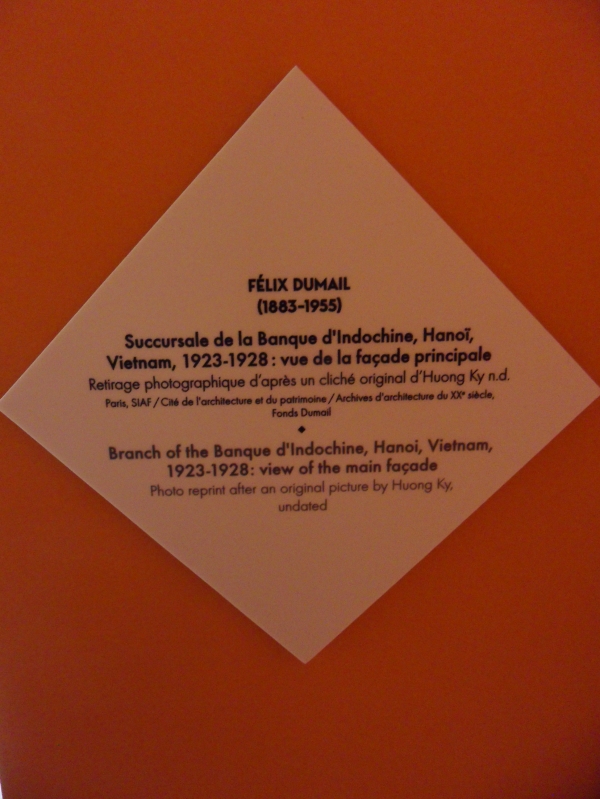 FÉLIX DUMAIL
(1883-1955)
Succursale de la Banque d'Indochine, Hanoï,
Vietnam, 1923-1928 : vue de la façade principale
Retirage photographique d'après un cliché original d'Huong Ky n.d.
Paris, SIAF / Cité de l'architecture et du patrimoine / Archives d'architecture du XXe siècle,
Fonds Dumail
◆
Branch of the Banque d'Indochine, Hanoi, Vietnam,
1923-1928: view of the main façade
Photo reprint after an original picture by Huong Ky,
undated